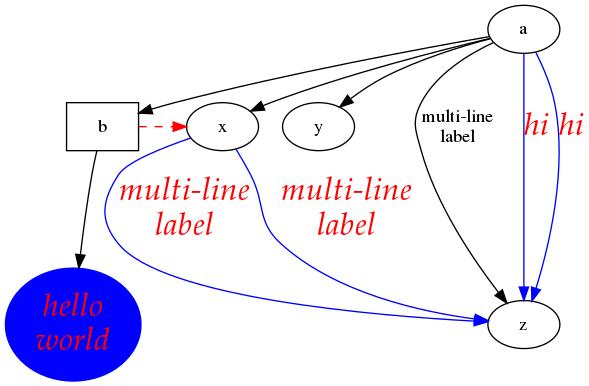 a
b
x
y
multi-line
label
hi
hi
multi-line
label
multi-line
label
hello
world
z